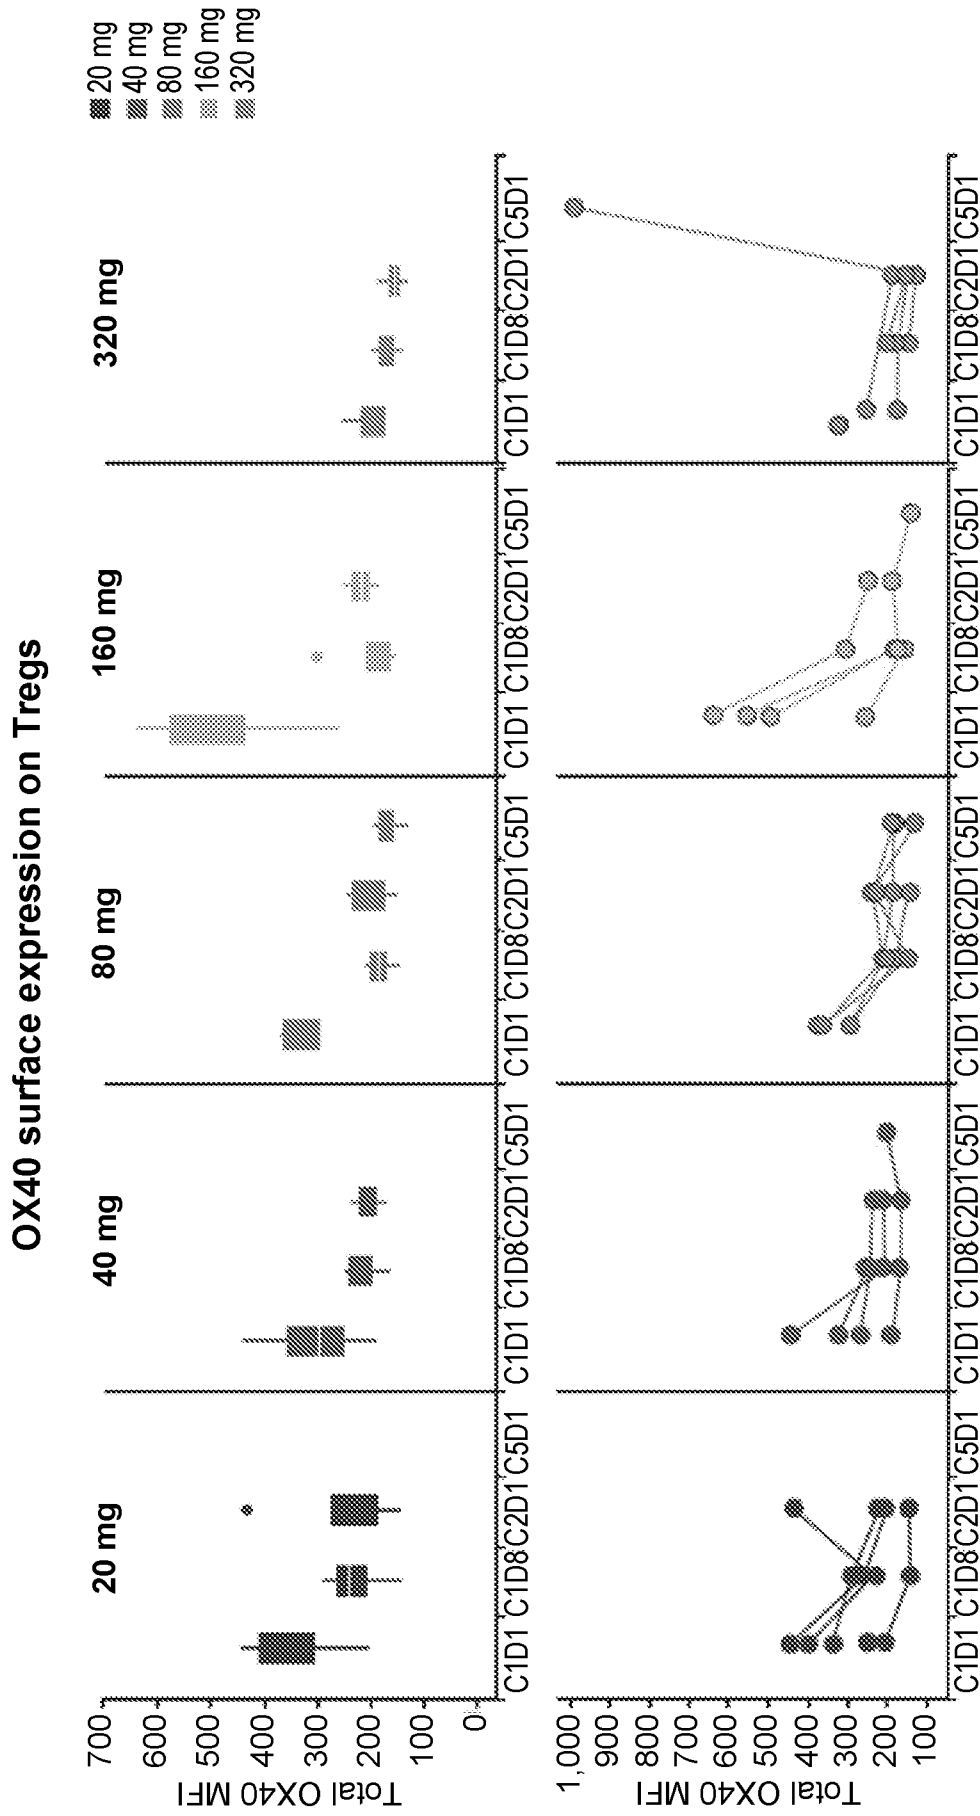 OX40 surface expression on Tregs
20 mg
40 mg
80 mg
160 mg
320 mg
20 mg
40 mg
80 mg
160 mg
320 mg
Total OX40 MFI
700
600
500
400
300
200
100
0
C1D1 C1D8 C2D1 C5D1
C1D1 C1D8 C2D1 C5D1
C1D1 C1D8 C2D1 C5D1
C1D1 C1D8 C2D1 C5D1
C1D1 C1D8 C2D1 C5D1
Total OX40 MFI
1,000
900
800
700
600
500
400
300
200
100
C1D1 C1D8 C2D1 C5D1
C1D1 C1D8 C2D1 C5D1
C1D1 C1D8 C2D1 C5D1
C1D1 C1D8 C2D1 C5D1
C1D1 C1D8 C2D1 C5D1